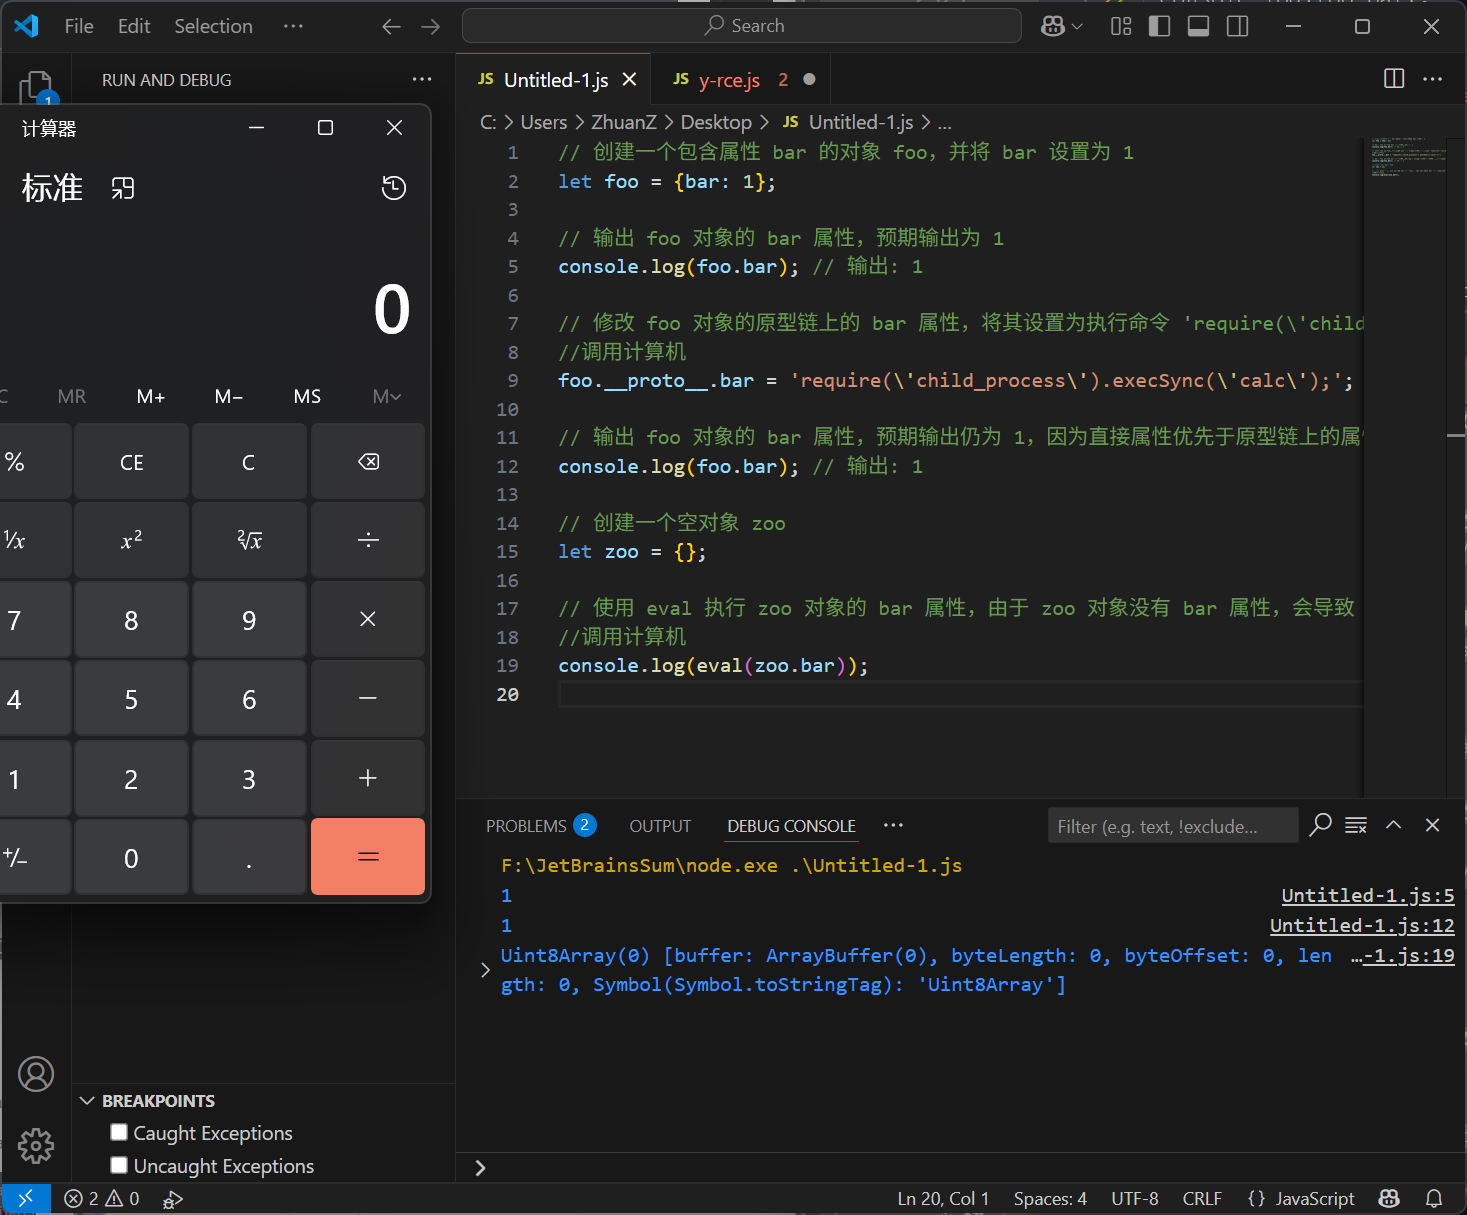 File Edit Selection ··· Search
RUN AND DEBUG ···
1
JS Untitled-1.js JS y-rce.js 2
C: > Users > ZhuanZ > Desktop > JS Untitled-1.js > ...
计算器
标准
0
MR M+ M− MS M
% CE C
¹/x x² ²√x ÷
7 8 9 ×
4 5 6 −
1 2 3 +
+/− 0 . =
1 // 创建一个包含属性 bar 的对象 foo，并将 bar 设置为 1
2 let foo = {bar: 1};
3
4 // 输出 foo 对象的 bar 属性，预期输出为 1
5 console.log(foo.bar); // 输出: 1
6
7 // 修改 foo 对象的原型链上的 bar 属性，将其设置为执行命令 'require(\'child
8 //调用计算机
9 foo.__proto__.bar = 'require(\'child_process\').execSync(\'calc\');';
10
11 // 输出 foo 对象的 bar 属性，预期输出仍为 1，因为直接属性优先于原型链上的属
12 console.log(foo.bar); // 输出: 1
13
14 // 创建一个空对象 zoo
15 let zoo = {};
16
17 // 使用 eval 执行 zoo 对象的 bar 属性，由于 zoo 对象没有 bar 属性，会导致
18 //调用计算机
19 console.log(eval(zoo.bar));
20
PROBLEMS 2 OUTPUT DEBUG CONSOLE ··· Filter (e.g. text, !exclude...
F:\JetBrainsSum\node.exe .\Untitled-1.js
1 Untitled-1.js:5
1 Untitled-1.js:12
Uint8Array(0) [buffer: ArrayBuffer(0), byteLength: 0, byteOffset: 0, len …-1.js:19
gth: 0, Symbol(Symbol.toStringTag): 'Uint8Array']
BREAKPOINTS
Caught Exceptions
Uncaught Exceptions
2 0 Ln 20, Col 1 Spaces: 4 UTF-8 CRLF {} JavaScript